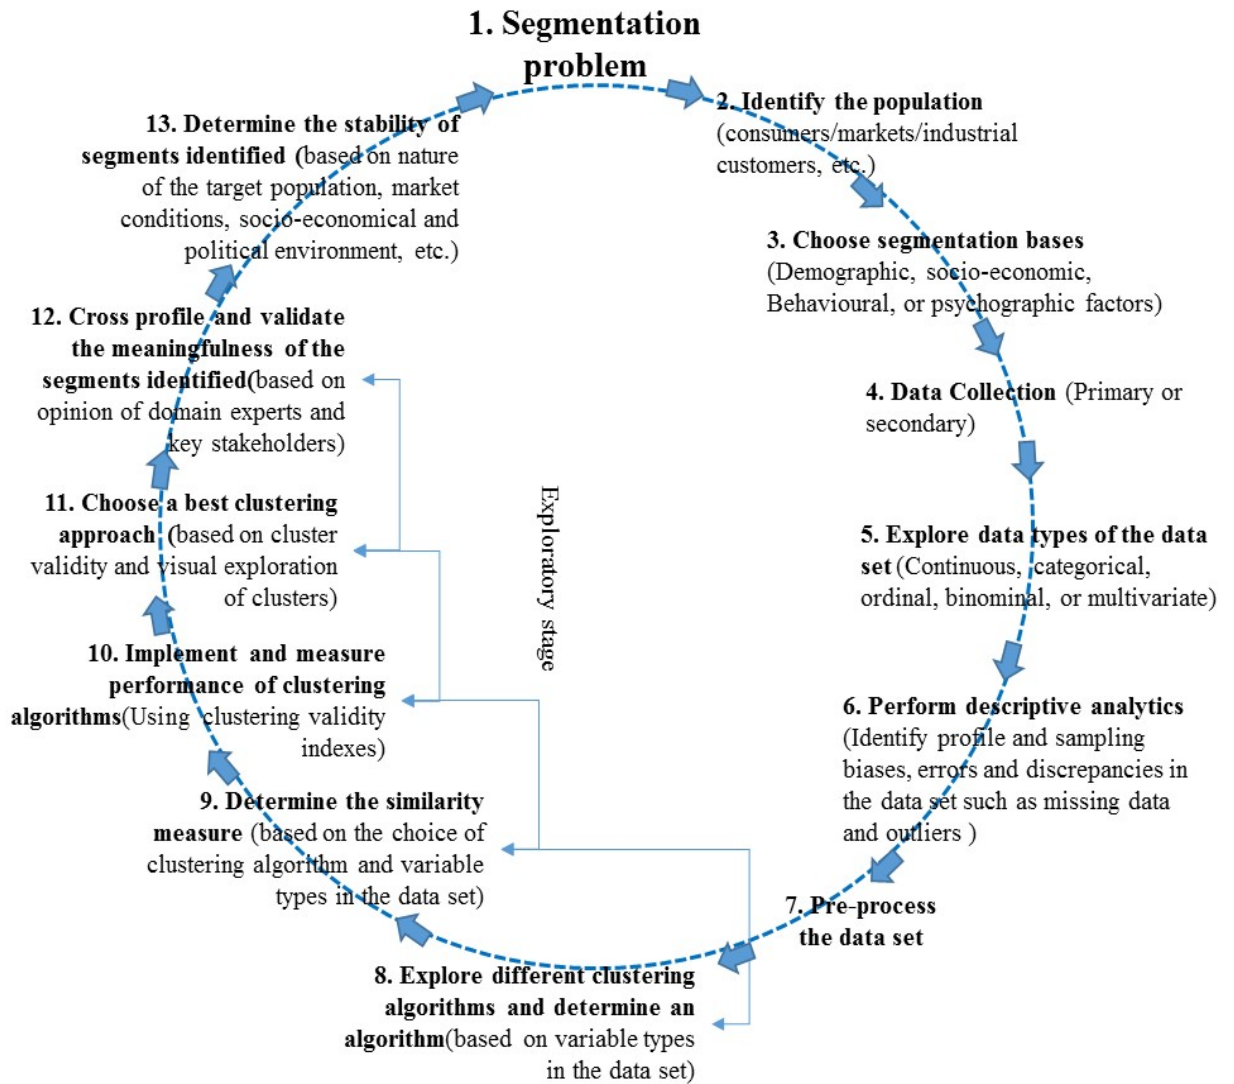 1. Segmentation
problem
2. Identify the population
(consumers/markets/industrial
customers, etc.)
3. Choose segmentation bases
(Demographic, socio-economic,
Behavioural, or psychographic factors)
4. Data Collection (Primary or
secondary)
5. Explore data types of the data
set (Continuous, categorical,
ordinal, binominal, or multivariate)
6. Perform descriptive analytics
(Identify profile and sampling
biases, errors and discrepancies in
the data set such as missing data
and outliers )
7. Pre-process
the data set
8. Explore different clustering
algorithms and determine an
algorithm(based on variable types
in the data set)
9. Determine the similarity
measure (based on the choice of
clustering algorithm and variable
types in the data set)
10. Implement and measure
performance of clustering
algorithms(Using clustering validity
indexes)
11. Choose a best clustering
approach (based on cluster
validity and visual exploration
of clusters)
12. Cross profile and validate
the meaningfulness of the
segments identified(based on
opinion of domain experts and
key stakeholders)
13. Determine the stability of
segments identified (based on nature
of the target population, market
conditions, socio-economical and
political environment, etc.)
Exploratory stage